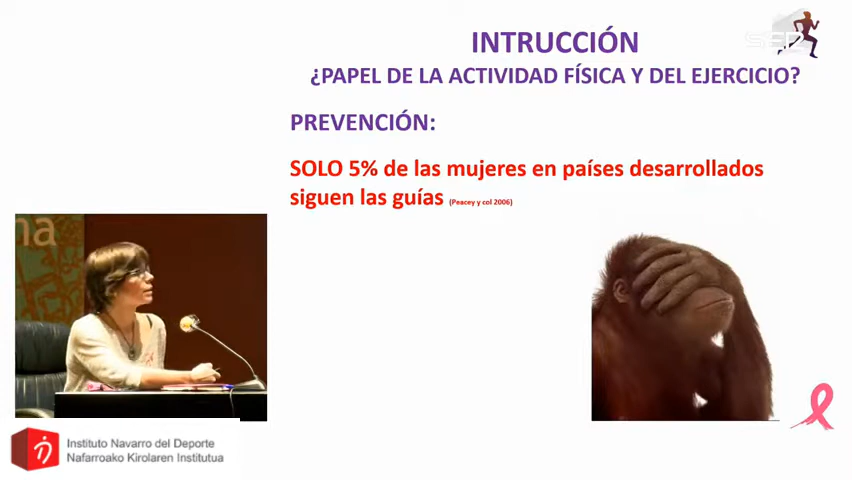 INTRUCCIÓN
¿PAPEL DE LA ACTIVIDAD FÍSICA Y DEL EJERCICIO?
PREVENCIÓN:
SOLO 5% de las mujeres en países desarrollados
siguen las guías (Peacey y col 2006)
na
Instituto Navarro del Deporte
Nafarroako Kirolaren Institutua